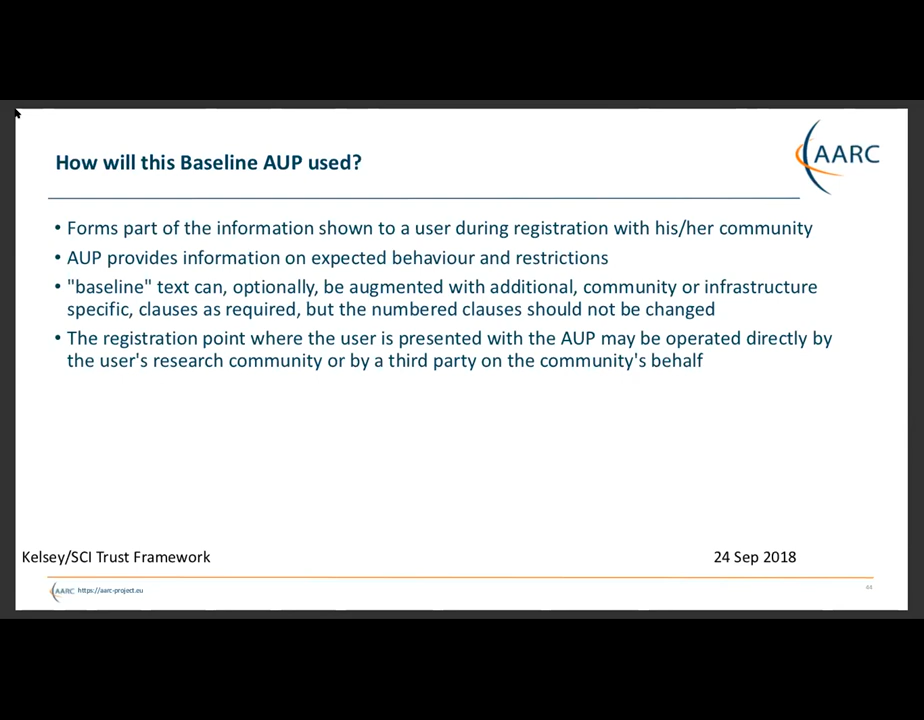 AARC
How will this Baseline AUP used?
• Forms part of the information shown to a user during registration with his/her community
• AUP provides information on expected behaviour and restrictions
• "baseline" text can, optionally, be augmented with additional, community or infrastructure
specific, clauses as required, but the numbered clauses should not be changed
• The registration point where the user is presented with the AUP may be operated directly by
the user's research community or by a third party on the community's behalf
Kelsey/SCI Trust Framework
24 Sep 2018
AARC https://aarc-project.eu
44